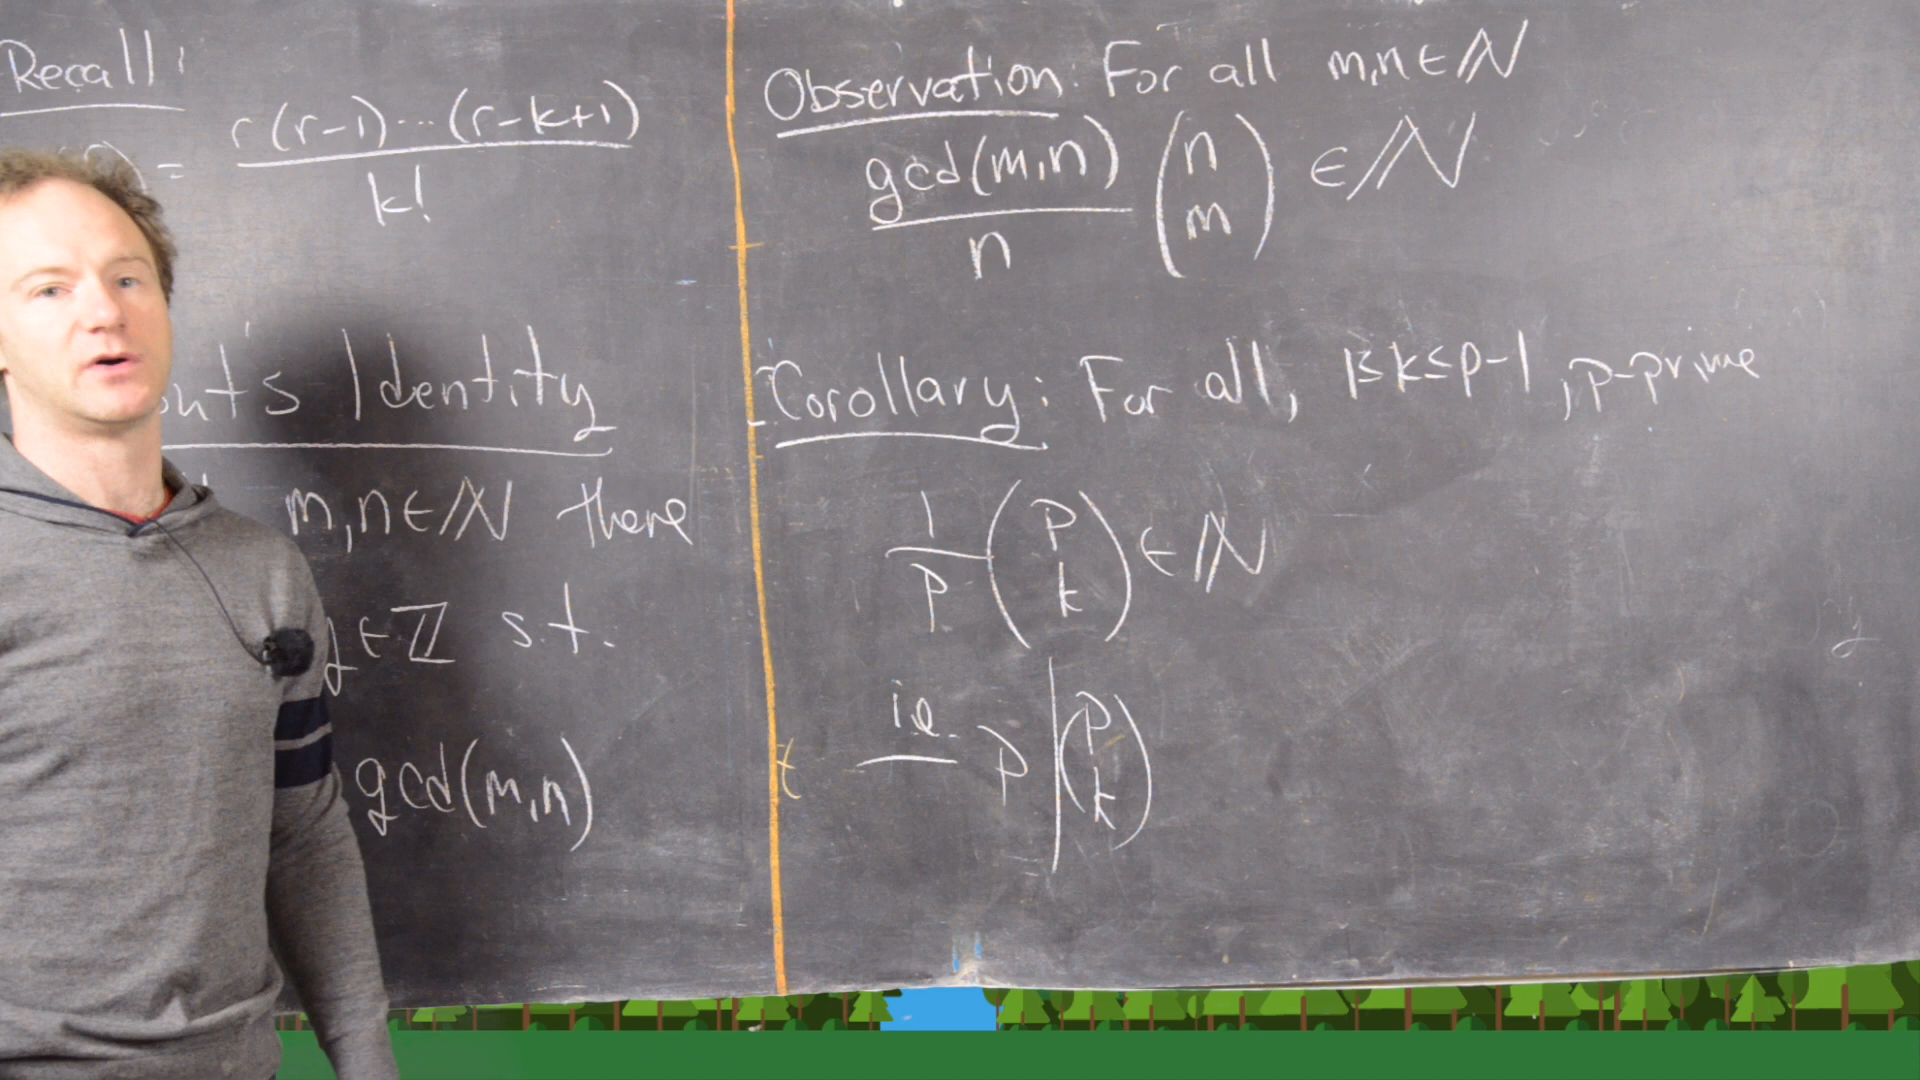 Recall:
= r(r-1)...(r-k+1)
k!
's Identity
m,n ∈ ℕ there
∈ ℤ s.t.
gcd(m,n)
Observation: For all m,n ∈ ℕ
gcd(m,n) (n
n m) ∈ ℕ
Corollary: For all, 1≤k≤p-1, p-prime
1/p (p
k) ∈ ℕ
i.e. p | (p
k)